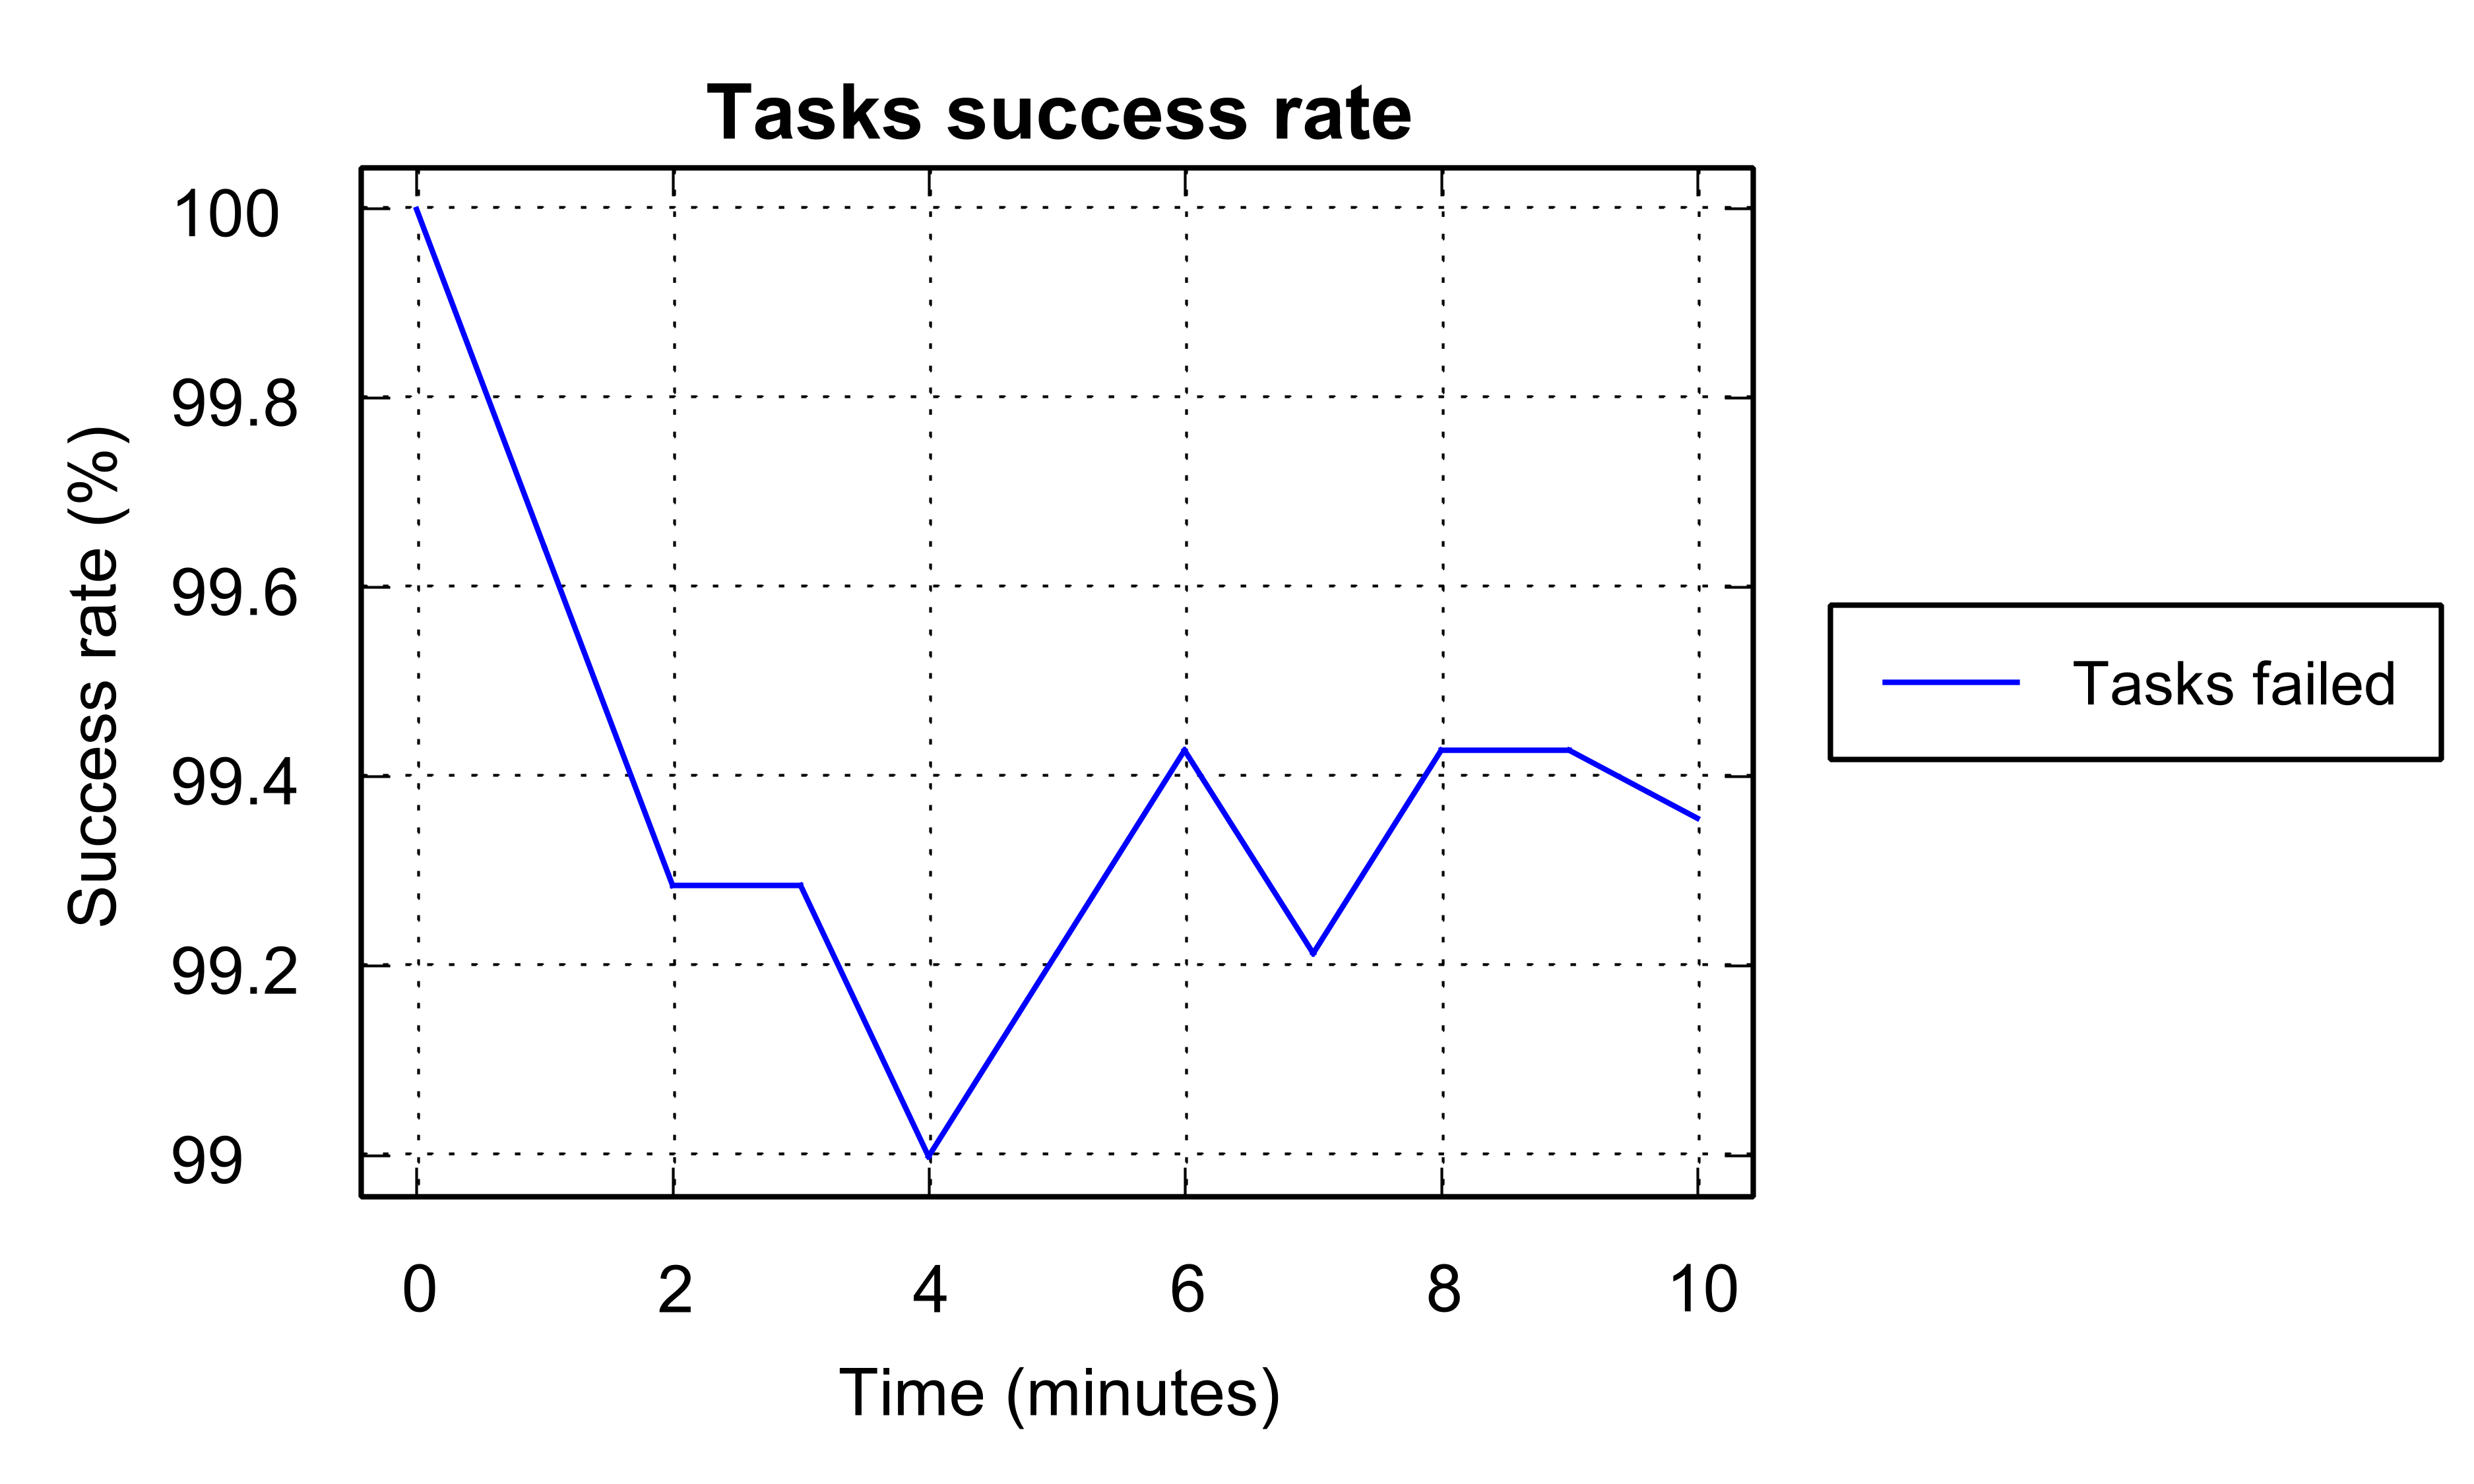 Tasks success rate
100
99.8
99.6
99.4
99.2
99
Success rate (%)
Tasks failed
0 2 4 6 8 10
Time (minutes)